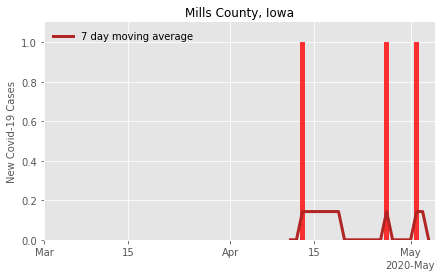 Mills County, Iowa
7 day moving average
New Covid-19 Cases
1.0
0.8
0.6
0.4
0.2
0.0
Mar
15
Apr
15
May
2020-May